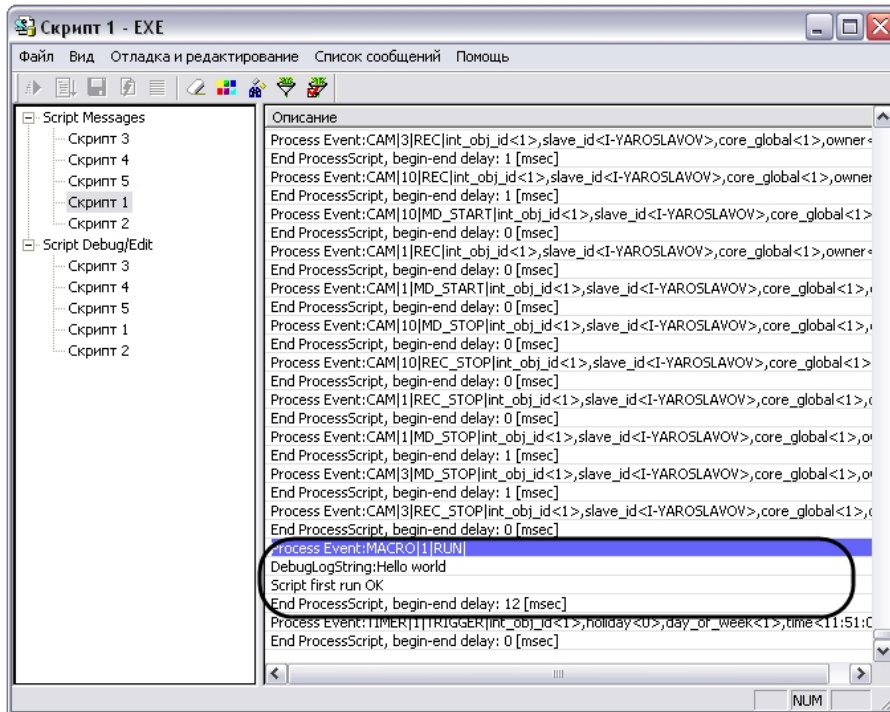 Скрипт 1 - EXE
Файл Вид Отладка и редактирование Список сообщений Помощь
Script Messages
Скрипт 3
Скрипт 4
Скрипт 5
Скрипт 1
Скрипт 2
Script Debug/Edit
Скрипт 3
Скрипт 4
Скрипт 5
Скрипт 1
Скрипт 2
Описание
Process Event:CAM|3|REC|int_obj_id<1>,slave_id<I-YAROSLAVOV>,core_global<1>,owner<
End ProcessScript, begin-end delay: 1 [msec]
Process Event:CAM|10|REC|int_obj_id<1>,slave_id<I-YAROSLAVOV>,core_global<1>,owner
End ProcessScript, begin-end delay: 1 [msec]
Process Event:CAM|10|MD_START|int_obj_id<1>,slave_id<I-YAROSLAVOV>,core_global<1>
End ProcessScript, begin-end delay: 0 [msec]
Process Event:CAM|1|REC|int_obj_id<1>,slave_id<I-YAROSLAVOV>,core_global<1>,owner<
End ProcessScript, begin-end delay: 0 [msec]
Process Event:CAM|1|MD_START|int_obj_id<1>,slave_id<I-YAROSLAVOV>,core_global<1>,
End ProcessScript, begin-end delay: 0 [msec]
Process Event:CAM|10|MD_STOP|int_obj_id<1>,slave_id<I-YAROSLAVOV>,core_global<1>,
End ProcessScript, begin-end delay: 0 [msec]
Process Event:CAM|10|REC_STOP|int_obj_id<1>,slave_id<I-YAROSLAVOV>,core_global<1>
End ProcessScript, begin-end delay: 0 [msec]
Process Event:CAM|1|REC_STOP|int_obj_id<1>,slave_id<I-YAROSLAVOV>,core_global<1>,
End ProcessScript, begin-end delay: 0 [msec]
Process Event:CAM|1|MD_STOP|int_obj_id<1>,slave_id<I-YAROSLAVOV>,core_global<1>,o
End ProcessScript, begin-end delay: 1 [msec]
Process Event:CAM|3|MD_STOP|int_obj_id<1>,slave_id<I-YAROSLAVOV>,core_global<1>,o
End ProcessScript, begin-end delay: 1 [msec]
Process Event:CAM|3|REC_STOP|int_obj_id<1>,slave_id<I-YAROSLAVOV>,core_global<1>,
End ProcessScript, begin-end delay: 0 [msec]
Process Event:MACRO|1|RUN|
DebugLogString:Hello world
Script first run OK
End ProcessScript, begin-end delay: 12 [msec]
Process Event:TIMER|1|TRIGGER|int_obj_id<1>,holiday<0>,day_of_week<1>,time<11:51:0
End ProcessScript, begin-end delay: 0 [msec]
NUM